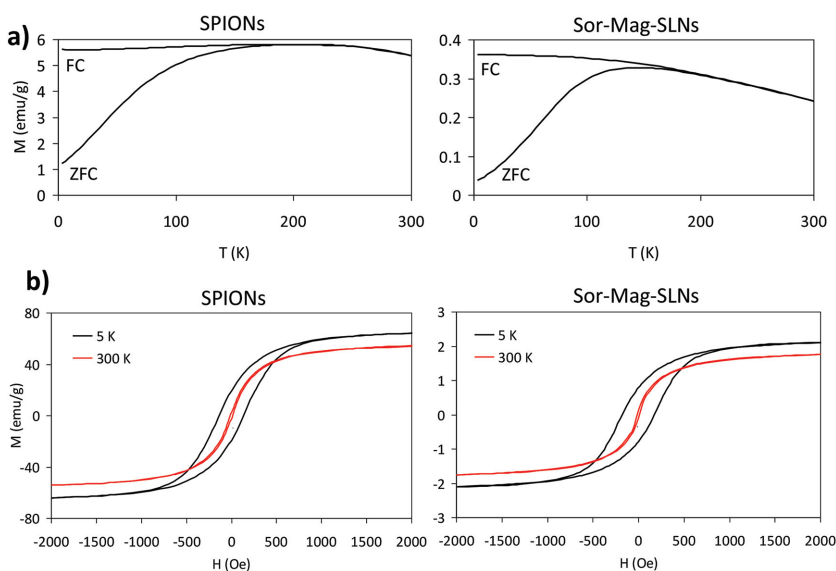 a)
SPIONs
6
5
4
3
2
1
0
M (emu/g)
FC
ZFC
0 100 200 300
T (K)
Sor-Mag-SLNs
0.4
0.3
0.2
0.1
0
M (emu/g)
FC
ZFC
0 100 200 300
T (K)
b)
SPIONs
80
40
0
-40
-80
M (emu/g)
5 K
300 K
-2000 -1500 -1000 -500 0 500 1000 1500 2000
H (Oe)
Sor-Mag-SLNs
3
2
1
0
-1
-2
-3
5 K
300 K
-2000 -1500 -1000 -500 0 500 1000 1500 2000
H (Oe)